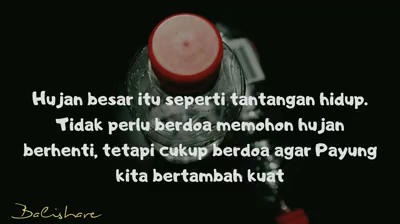 Hujan besar itu seperti tantangan hidup.
Tidak perlu berdoa memohon hujan
berhenti, tetapi cukup berdoa agar Payung
kita bertambah kuat
Balishare